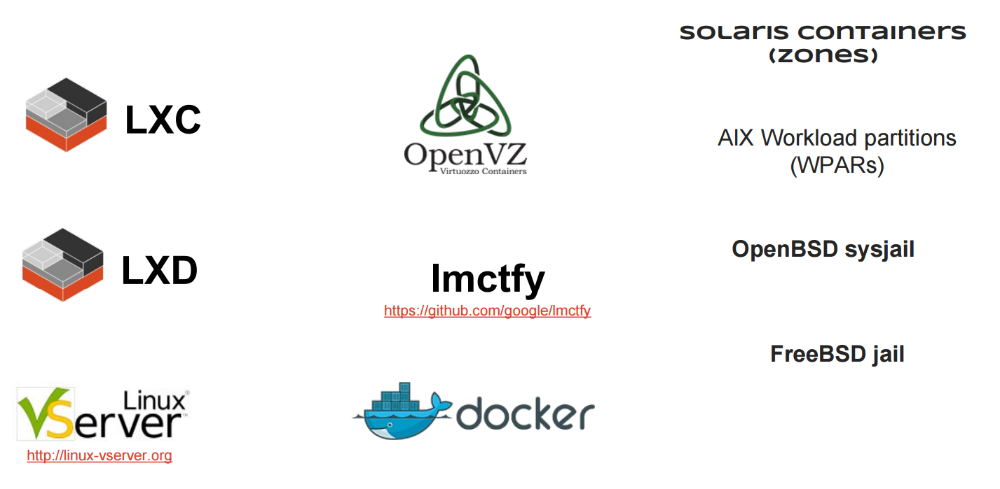 LXC
LXD
Linux®
VServer™
http://linux-vserver.org
OpenVZ
Virtuozzo Containers
lmctfy
https://github.com/google/lmctfy
docker
Solaris Containers
(Zones)
AIX Workload partitions
(WPARs)
OpenBSD sysjail
FreeBSD jail